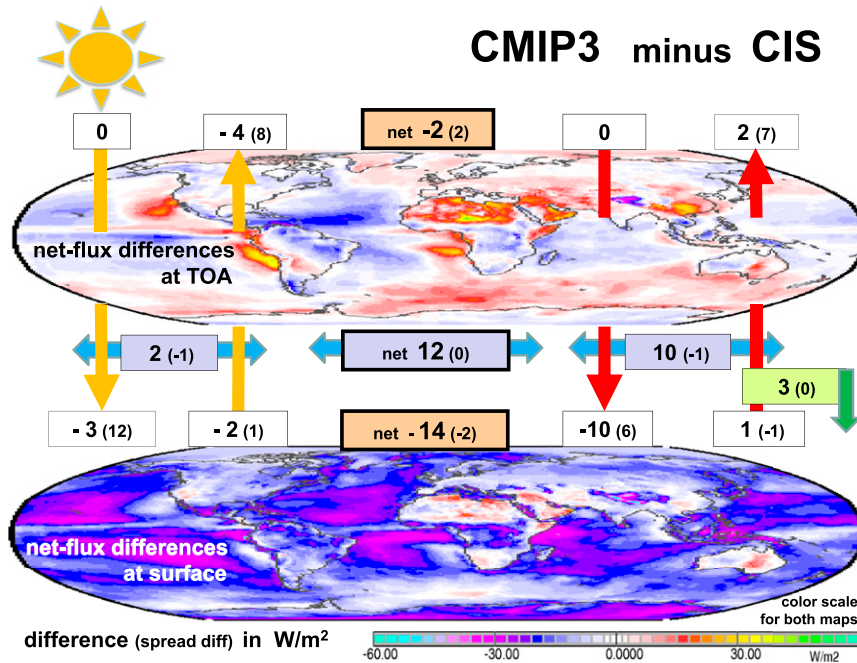 CMIP3 minus CIS
0
- 4 (8)
net -2 (2)
0
2 (7)
net-flux differences
at TOA
2 (-1)
net 12 (0)
10 (-1)
3 (0)
- 3 (12)
- 2 (1)
net - 14 (-2)
-10 (6)
1 (-1)
net-flux differences
at surface
color scale
for both maps
difference (spread diff) in W/m²
-60.00
-30.00
0.0000
30.00
W/m2